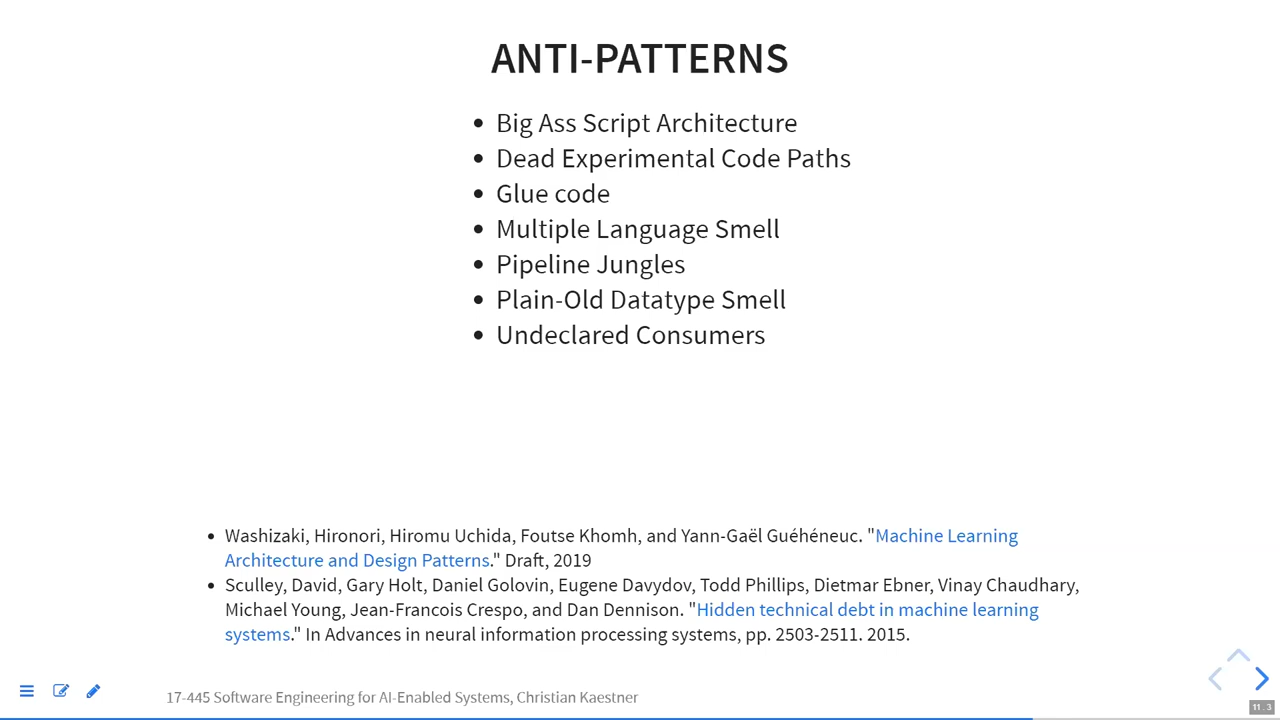 ANTI-PATTERNS
• Big Ass Script Architecture
• Dead Experimental Code Paths
• Glue code
• Multiple Language Smell
• Pipeline Jungles
• Plain-Old Datatype Smell
• Undeclared Consumers
• Washizaki, Hironori, Hiromu Uchida, Foutse Khomh, and Yann-Gaël Guéhéneuc. "Machine Learning
Architecture and Design Patterns." Draft, 2019
• Sculley, David, Gary Holt, Daniel Golovin, Eugene Davydov, Todd Phillips, Dietmar Ebner, Vinay Chaudhary,
Michael Young, Jean-Francois Crespo, and Dan Dennison. "Hidden technical debt in machine learning
systems." In Advances in neural information processing systems, pp. 2503-2511. 2015.
17-445 Software Engineering for AI-Enabled Systems, Christian Kaestner
11.3